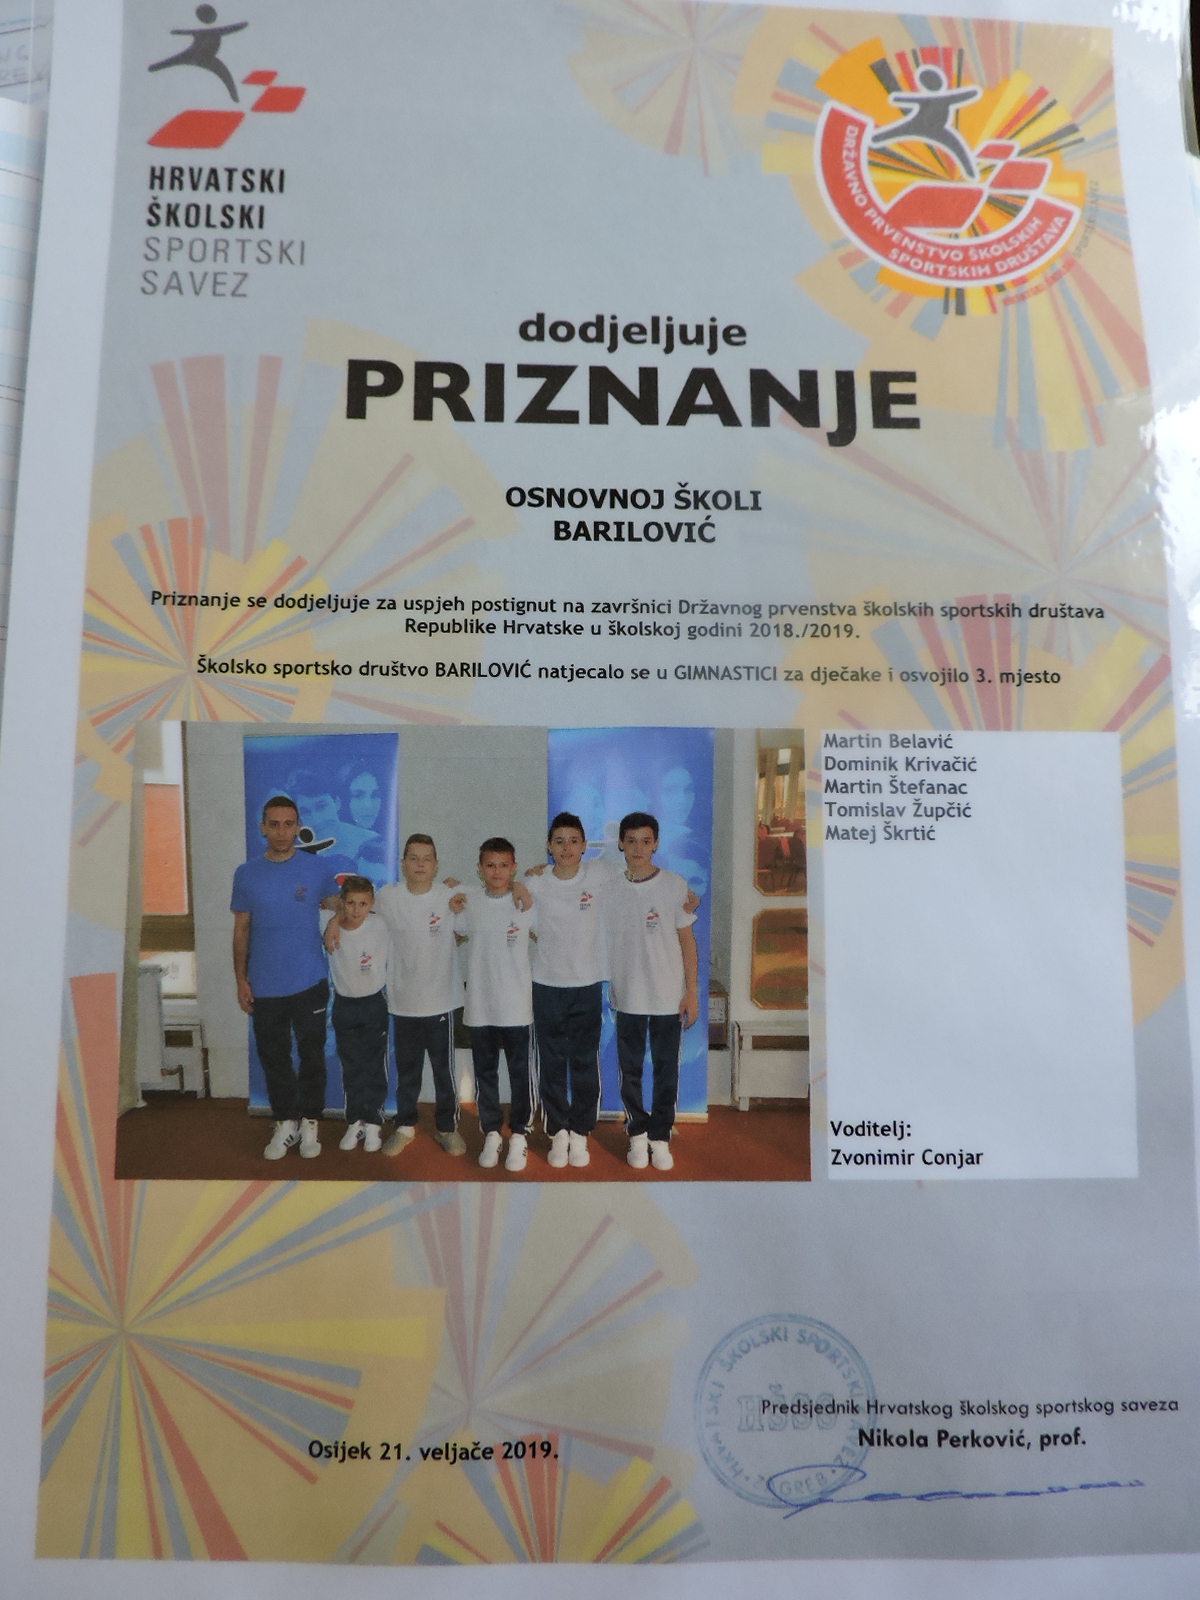 HRVATSKI
ŠKOLSKI
SPORTSKI
SAVEZ
DRŽAVNO PRVENSTVO ŠKOLSKIH
SPORTSKIH DRUŠTAVA
dodjeljuje
PRIZNANJE
OSNOVNOJ ŠKOLI
BARILOVIĆ
Priznanje se dodjeljuje za uspjeh postignut na završnici Državnog prvenstva školskih sportskih društava
Republike Hrvatske u školskoj godini 2018./2019.
Školsko sportsko društvo BARILOVIĆ natjecalo se u GIMNASTICI za dječake i osvojilo 3. mjesto
Martin Belavić
Dominik Krivačić
Martin Štefanac
Tomislav Župčić
Matej Škrtić
Voditelj:
Zvonimir Conjar
HRVATSKI ŠKOLSKI SPORTSKI SAVEZ
HŠSS
ZAGREB
Predsjednik Hrvatskog školskog sportskog saveza
Nikola Perković, prof.
Osijek 21. veljače 2019.